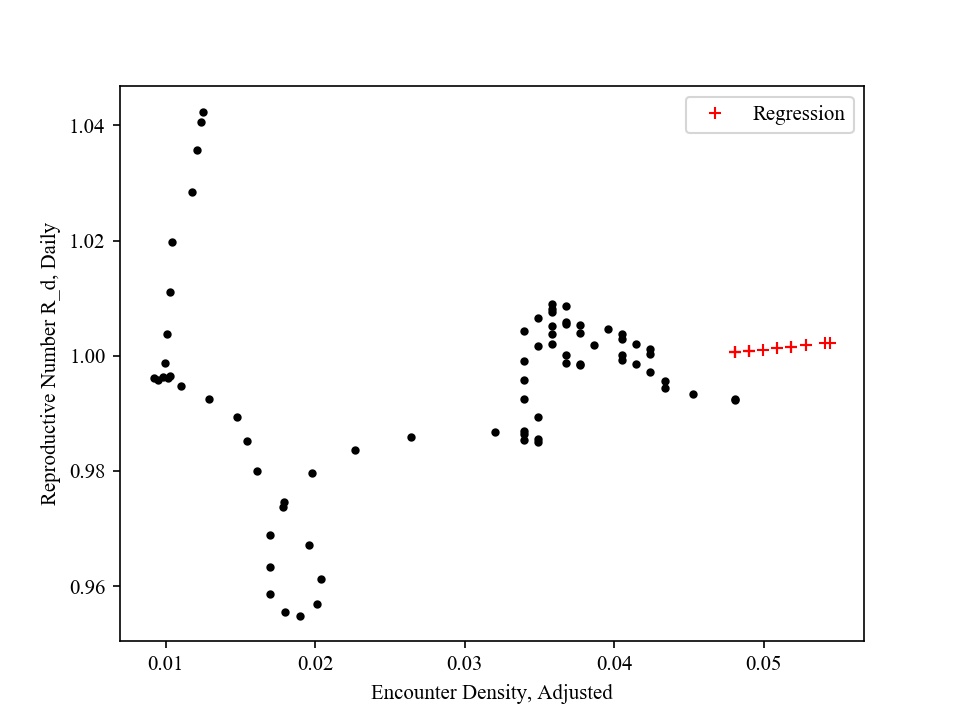 Regression
1.04
1.02
1.00
0.98
0.96
Reproductive Number R_d, Daily
0.01 0.02 0.03 0.04 0.05
Encounter Density, Adjusted